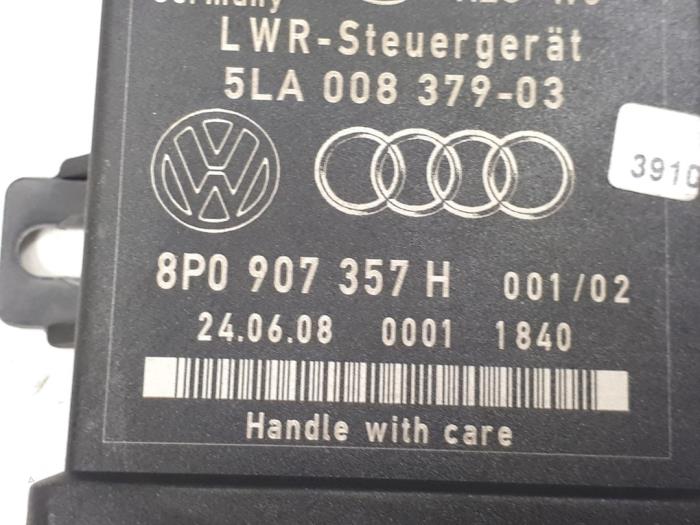 Germany
LWR-Steuergerät
5LA 008 379-03
8P0 907 357 H 001/02
24.06.08 0001 1840
Handle with care